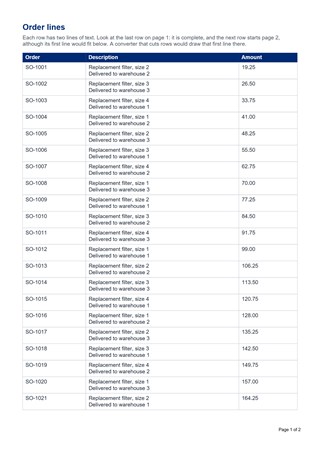 Order lines
Each row has two lines of text. Look at the last row on page 1: it is complete, and the next row starts page 2,
although its first line would fit below. A converter that cuts rows would draw that first line there.
Order Description Amount
SO-1001 Replacement filter, size 2 19.25
Delivered to warehouse 2
SO-1002 Replacement filter, size 3 26.50
Delivered to warehouse 3
SO-1003 Replacement filter, size 4 33.75
Delivered to warehouse 1
SO-1004 Replacement filter, size 1 41.00
Delivered to warehouse 2
SO-1005 Replacement filter, size 2 48.25
Delivered to warehouse 3
SO-1006 Replacement filter, size 3 55.50
Delivered to warehouse 1
SO-1007 Replacement filter, size 4 62.75
Delivered to warehouse 2
SO-1008 Replacement filter, size 1 70.00
Delivered to warehouse 3
SO-1009 Replacement filter, size 2 77.25
Delivered to warehouse 1
SO-1010 Replacement filter, size 3 84.50
Delivered to warehouse 2
SO-1011 Replacement filter, size 4 91.75
Delivered to warehouse 3
SO-1012 Replacement filter, size 1 99.00
Delivered to warehouse 1
SO-1013 Replacement filter, size 2 106.25
Delivered to warehouse 2
SO-1014 Replacement filter, size 3 113.50
Delivered to warehouse 3
SO-1015 Replacement filter, size 4 120.75
Delivered to warehouse 1
SO-1016 Replacement filter, size 1 128.00
Delivered to warehouse 2
SO-1017 Replacement filter, size 2 135.25
Delivered to warehouse 3
SO-1018 Replacement filter, size 3 142.50
Delivered to warehouse 1
SO-1019 Replacement filter, size 4 149.75
Delivered to warehouse 2
SO-1020 Replacement filter, size 1 157.00
Delivered to warehouse 3
SO-1021 Replacement filter, size 2 164.25
Delivered to warehouse 1
Page 1 of 2